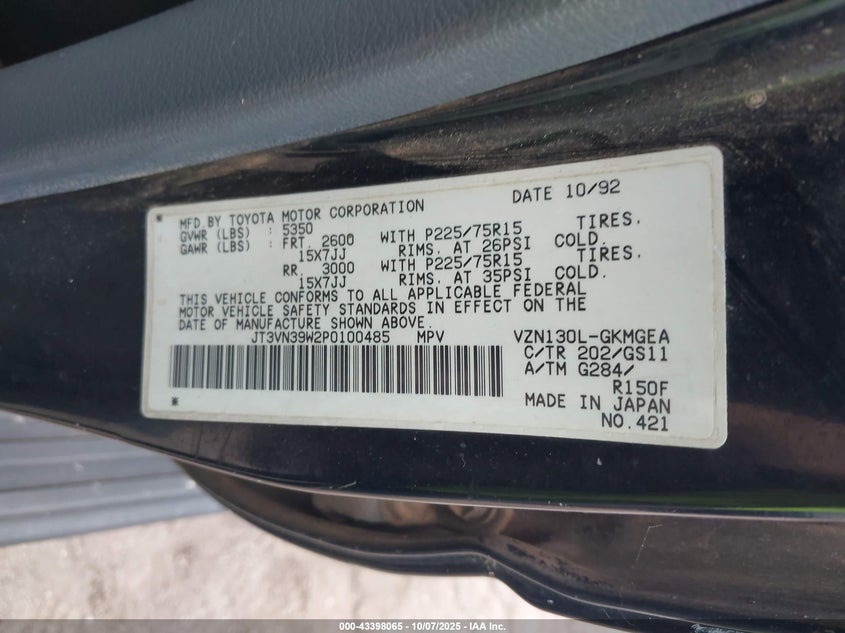 MFD.BY TOYOTA MOTOR CORPORATION DATE 10/92
GVWR (LBS) : 5350
GAWR (LBS) : FRT. 2600 WITH P225/75R15 TIRES.
15X7JJ RIMS. AT 26PSI COLD.
RR. 3000 WITH P225/75R15 TIRES.
15X7JJ RIMS. AT 35PSI COLD.
THIS VEHICLE CONFORMS TO ALL APPLICABLE FEDERAL
MOTOR VEHICLE SAFETY STANDARDS IN EFFECT ON THE
DATE OF MANUFACTURE SHOWN ABOVE.
JT3VN39W2P0100485 MPV VZN130L-GKMGEA
C/TR 202/GS11
A/TM G284/
R150F
MADE IN JAPAN
NO.421
000-43398065 - 10/07/2025 - IAA Inc.